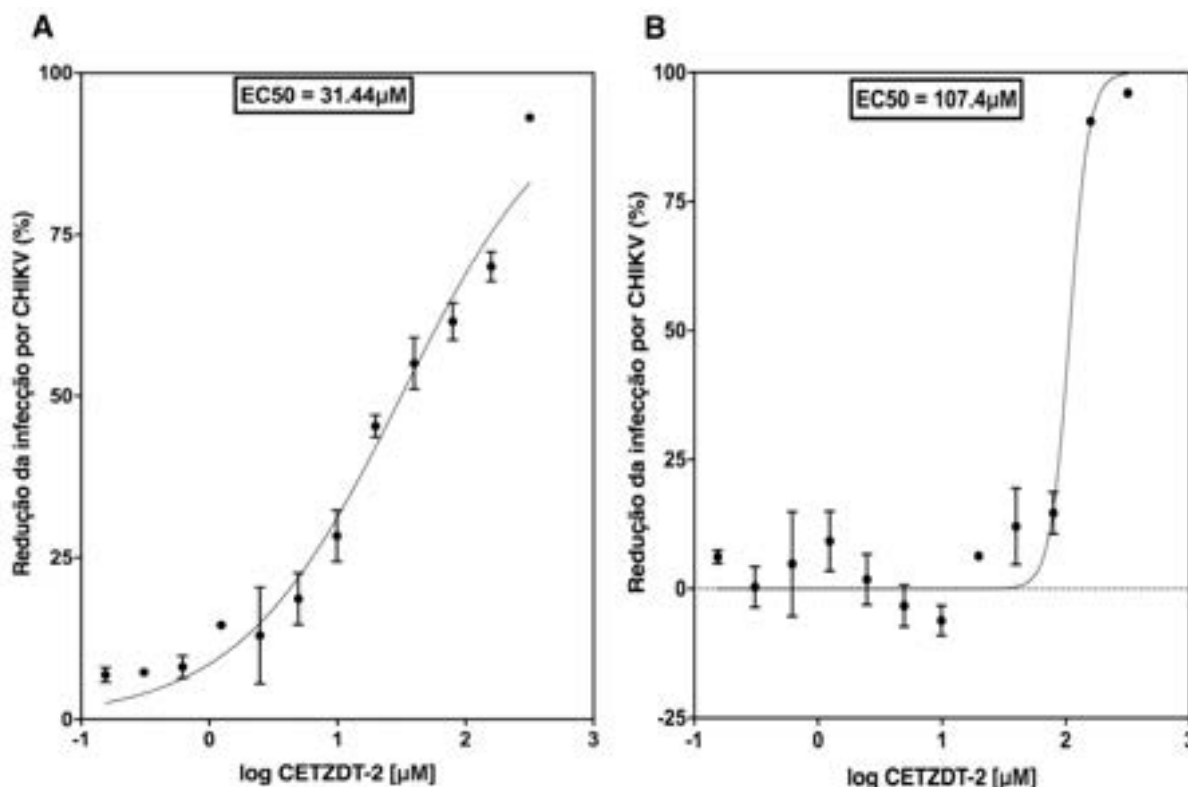 A
EC50 = 31.44µM
Redução da infecção por CHIKV (%)
100
75
50
25
0
-1
0
1
2
3
log CETZDT-2 [µM]
B
EC50 = 107.4µM
Redução da infecção por CHIKV (%)
100
75
50
25
0
-25
-1
0
1
2
3
log CETZDT-2 [µM]